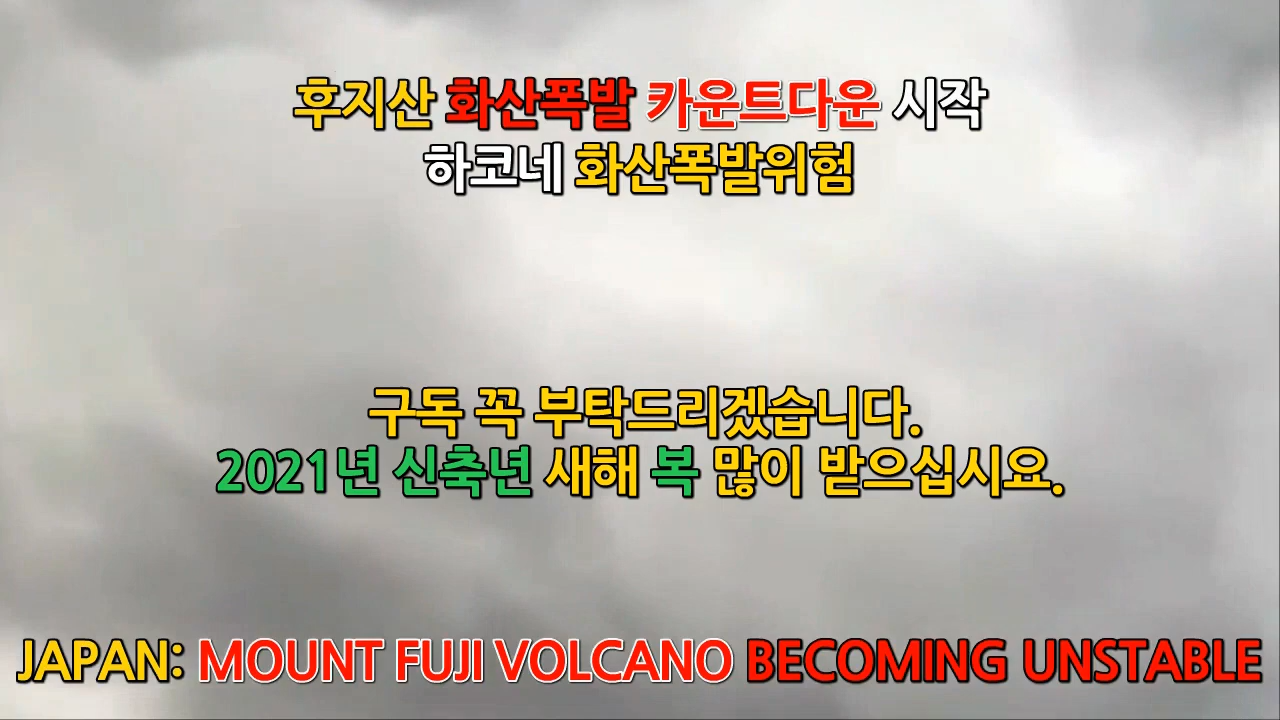 후지산 화산폭발 카운트다운 시작
하코네 화산폭발위험
구독 꼭 부탁드리겠습니다.
2021년 신축년 새해 복 많이 받으십시요.
JAPAN: MOUNT FUJI VOLCANO BECOMING UNSTABLE